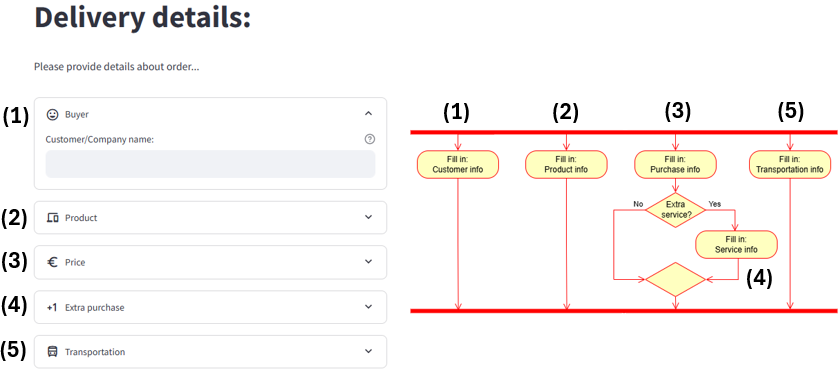 Delivery details:
Please provide details about order...
(1)
Buyer
Customer/Company name:
(2)
Product
(3)
€
Price
(4)
+1
Extra purchase
(5)
Transportation
(1)
(2)
(3)
(5)
Fill in:
Customer info
Fill in:
Product info
Fill in:
Purchase info
Fill in:
Transportation info
No
Extra
service?
Yes
Fill in:
Service info
(4)